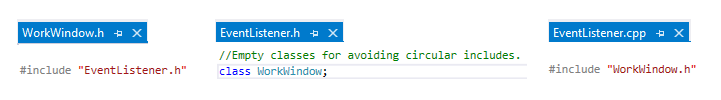 WorkWindow.h
#include "EventListener.h"
EventListener.h
//Empty classes for avoiding circular includes.
class WorkWindow;
EventListener.cpp
#include "WorkWindow.h"